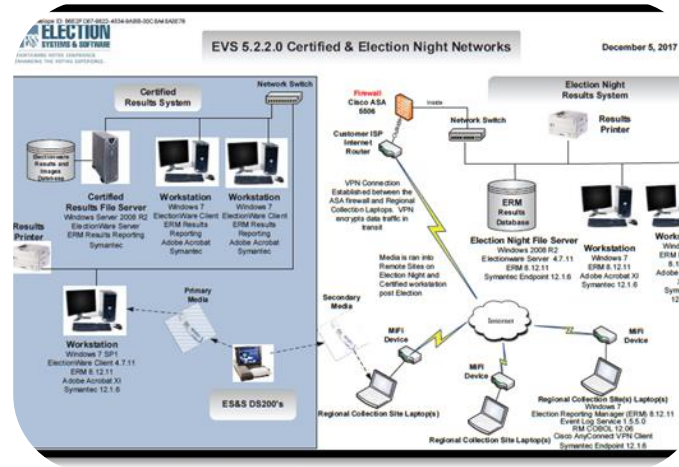 ELECTION
SYSTEMS & SOFTWARE
EVS 5.2.2.0 Certified & Election Night Networks
December 5, 2017
Certified
Results System
Network Switch
Electionware
Results and
Images
Database
Certified
Results File Server
Windows Server 2008 R2
ElectionWare Server
ERM Results Reporting
Symantec
Workstation
Windows 7
ElectionWare Client
ERM Results
Reporting
Adobe Acrobat
Symantec
Workstation
Windows 7
ElectionWare Client
ERM Results
Reporting
Adobe Acrobat
Symantec
Results
Printer
Workstation
Windows 7 SP1
ElectionWare Client 4.7.11
ERM 8.12.11
Adobe Acrobat XI
Symantec 12.1.6
Primary
Media
Secondary
Media
ES&S DS200's
Firewall
Cisco ASA
5506
Inside
Customer ISP
Internet
Router
Network Switch
Election Night
Results System
Results
Printer
VPN Connection
Established between the
ASA firewall and Regional
Collection Laptops. VPN
encrypts data traffic in
transit
Media is ran into
Remote Sites on
Election Night and
Certified workstation
post Election
ERM
Results
Database
Election Night File Server
Windows 2008 R2
Electionware Server 4.7.11
ERM 8.12.11
Symantec Endpoint 12.1.6
Workstation
Windows 7
ERM 8.12.11
Adobe Acrobat XI
Symantec 12.1.6
Internet
MiFi
Device
MiFi
Device
MiFi
Device
Regional Collection Site Laptop(s)
Regional Collection Site Laptop(s)
Regional Collection Site(s) Laptop(s)
Windows 7
Election Reporting Manager (ERM) 8.12.11
Event Log Service 1.5.5.0
RM COBOL 12.06
Cisco AnyConnect VPN Client
Symantec Endpoint 12.1.6